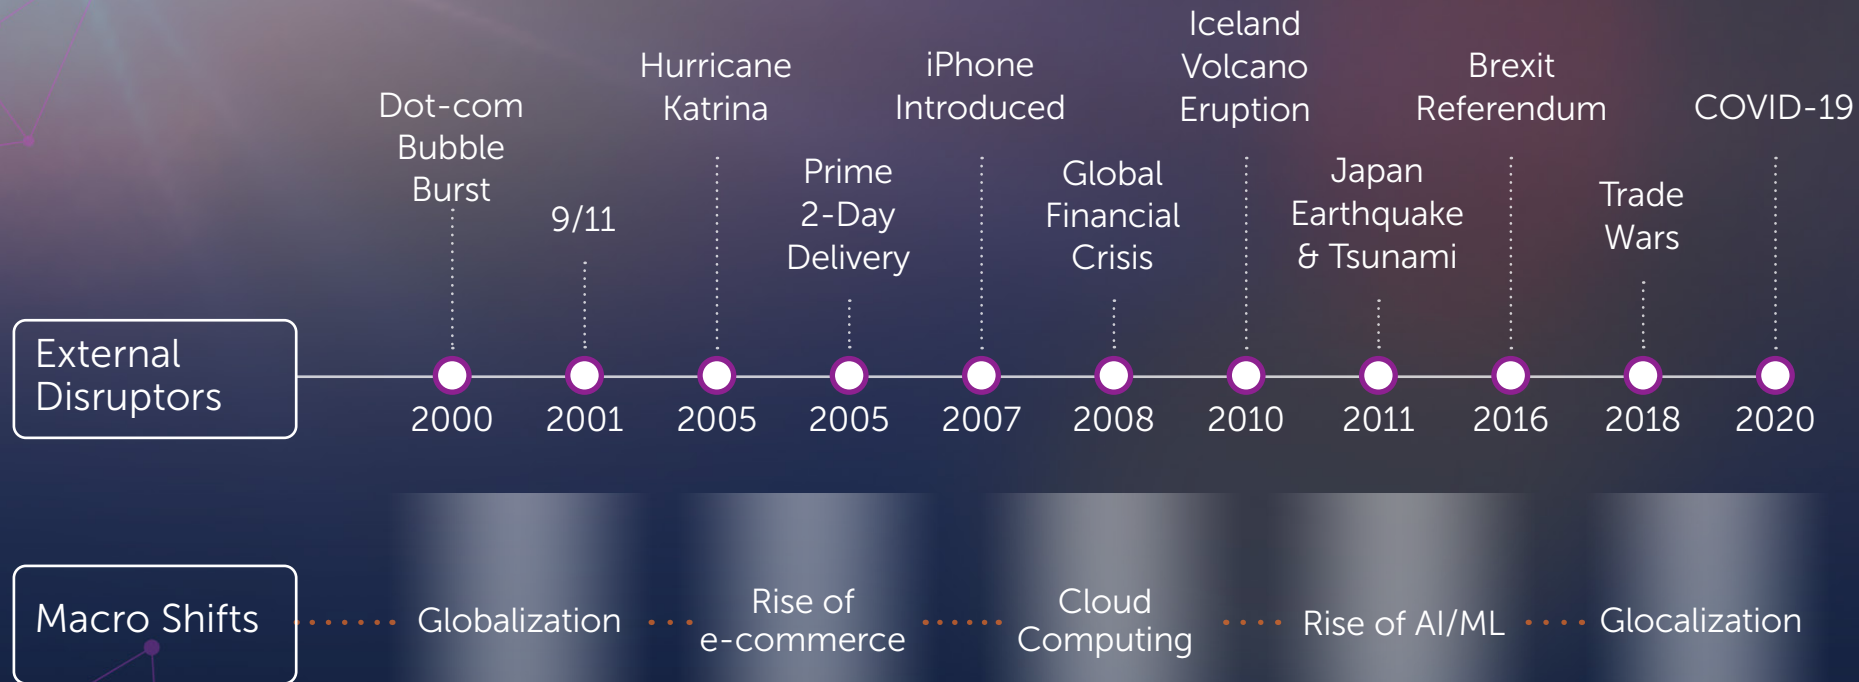 Dot-com
Bubble
Burst
9/11
Hurricane
Katrina
Prime
2-Day
Delivery
iPhone
Introduced
Global
Financial
Crisis
Iceland
Volcano
Eruption
Japan
Earthquake
& Tsunami
Brexit
Referendum
Trade
Wars
COVID-19
External
Disruptors
2000
2001
2005
2005
2007
2008
2010
2011
2016
2018
2020
Macro Shifts
Globalization
Rise of
e-commerce
Cloud
Computing
Rise of AI/ML
Glocalization